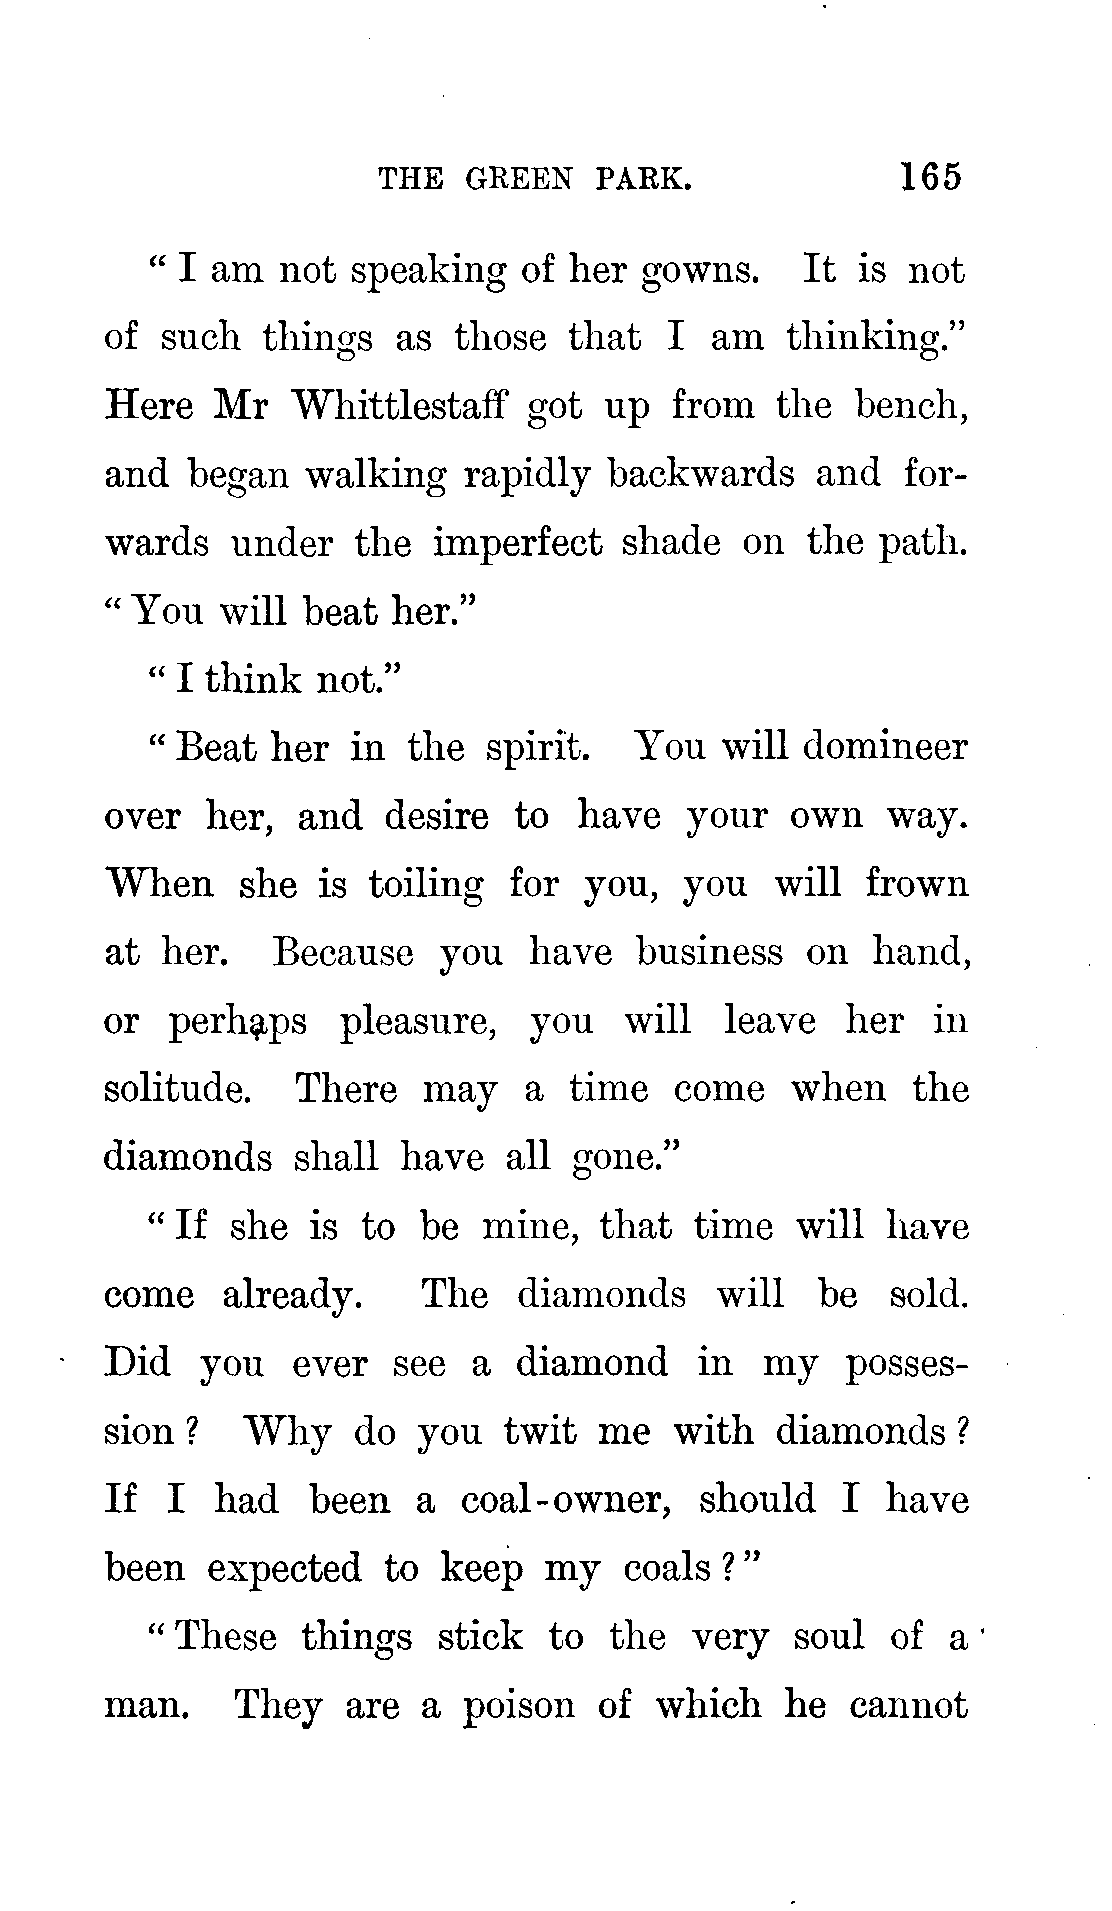 THE GREEN PARK. 165
“ I am not speaking of her gowns. It is not
of such things as those that I am thinking.”
Here Mr Whittlestaff got up from the bench,
and began walking rapidly backwards and for-
wards under the imperfect shade on the path.
“ You will beat her.”
“ I think not.”
“ Beat her in the spirit. You will domineer
over her, and desire to have your own way.
When she is toiling for you, you will frown
at her. Because you have business on hand,
or perhaps pleasure, you will leave her in
solitude. There may a time come when the
diamonds shall have all gone.”
“ If she is to be mine, that time will have
come already. The diamonds will be sold.
Did you ever see a diamond in my posses-
sion ? Why do you twit me with diamonds ?
If I had been a coal-owner, should I have
been expected to keep my coals ? ”
“ These things stick to the very soul of a
man. They are a poison of which he cannot